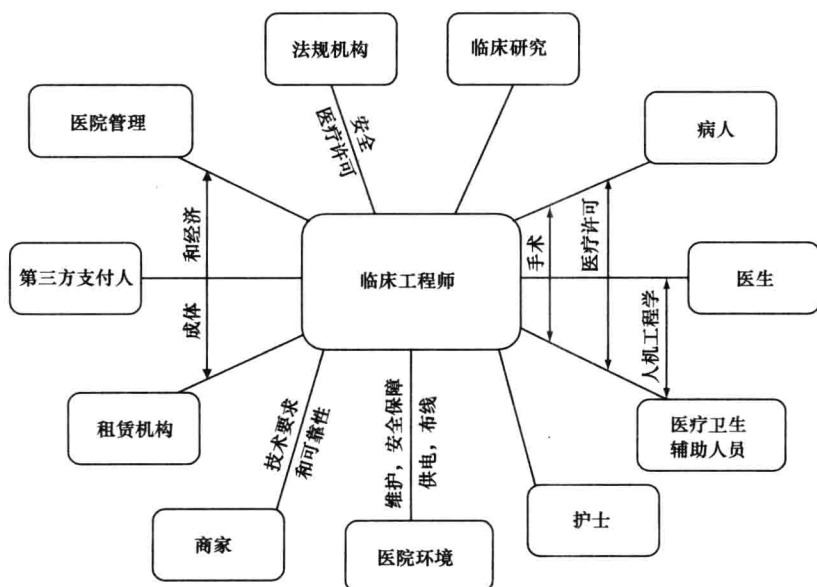 法规机构
临床研究
医院管理
安全
医疗许可
病人
和经济
手术
医疗许可
第三方支付人
临床工程师
医生
成体
人机工程学
租赁机构
技术要求
和可靠性
维护，安全保障
供电，布线
医疗卫生
辅助人员
商家
医院环境
护士